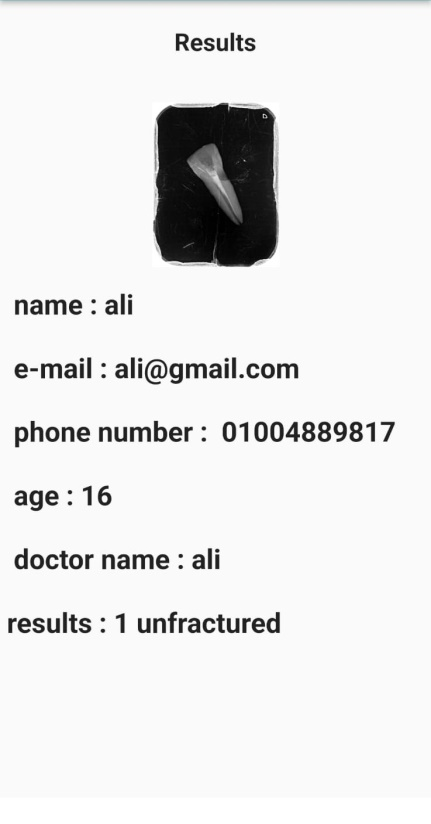 Results
D
name : ali
e-mail : ali@gmail.com
phone number :  01004889817
age : 16
doctor name : ali
results : 1 unfractured